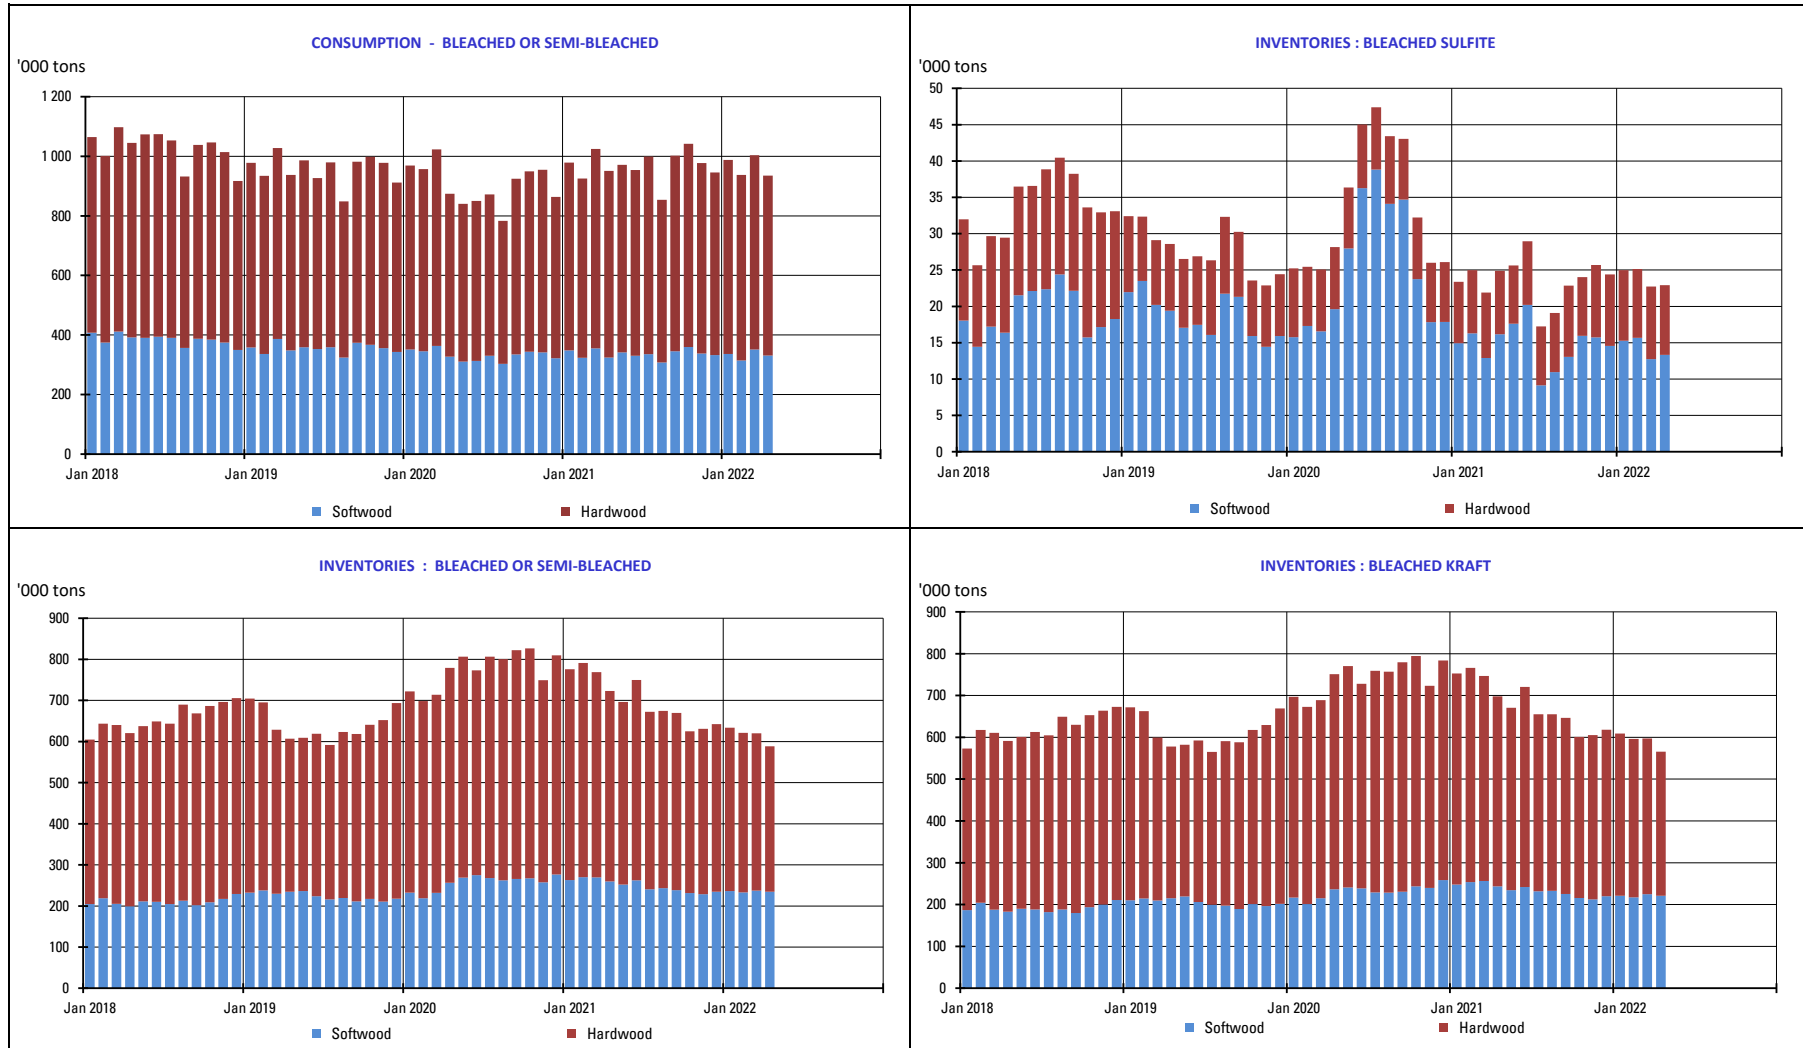 CONSUMPTION - BLEACHED OR SEMI-BLEACHED
'000 tons
1 200
1 000
800
600
400
200
0
Jan 2018 Jan 2019 Jan 2020 Jan 2021 Jan 2022
Softwood Hardwood
INVENTORIES : BLEACHED SULFITE
'000 tons
50
45
40
35
30
25
20
15
10
5
0
Jan 2018 Jan 2019 Jan 2020 Jan 2021 Jan 2022
Softwood Hardwood
INVENTORIES : BLEACHED OR SEMI-BLEACHED
'000 tons
900
800
700
600
500
400
300
200
100
0
Jan 2018 Jan 2019 Jan 2020 Jan 2021 Jan 2022
Softwood Hardwood
INVENTORIES : BLEACHED KRAFT
'000 tons
900
800
700
600
500
400
300
200
100
0
Jan 2018 Jan 2019 Jan 2020 Jan 2021 Jan 2022
Softwood Hardwood